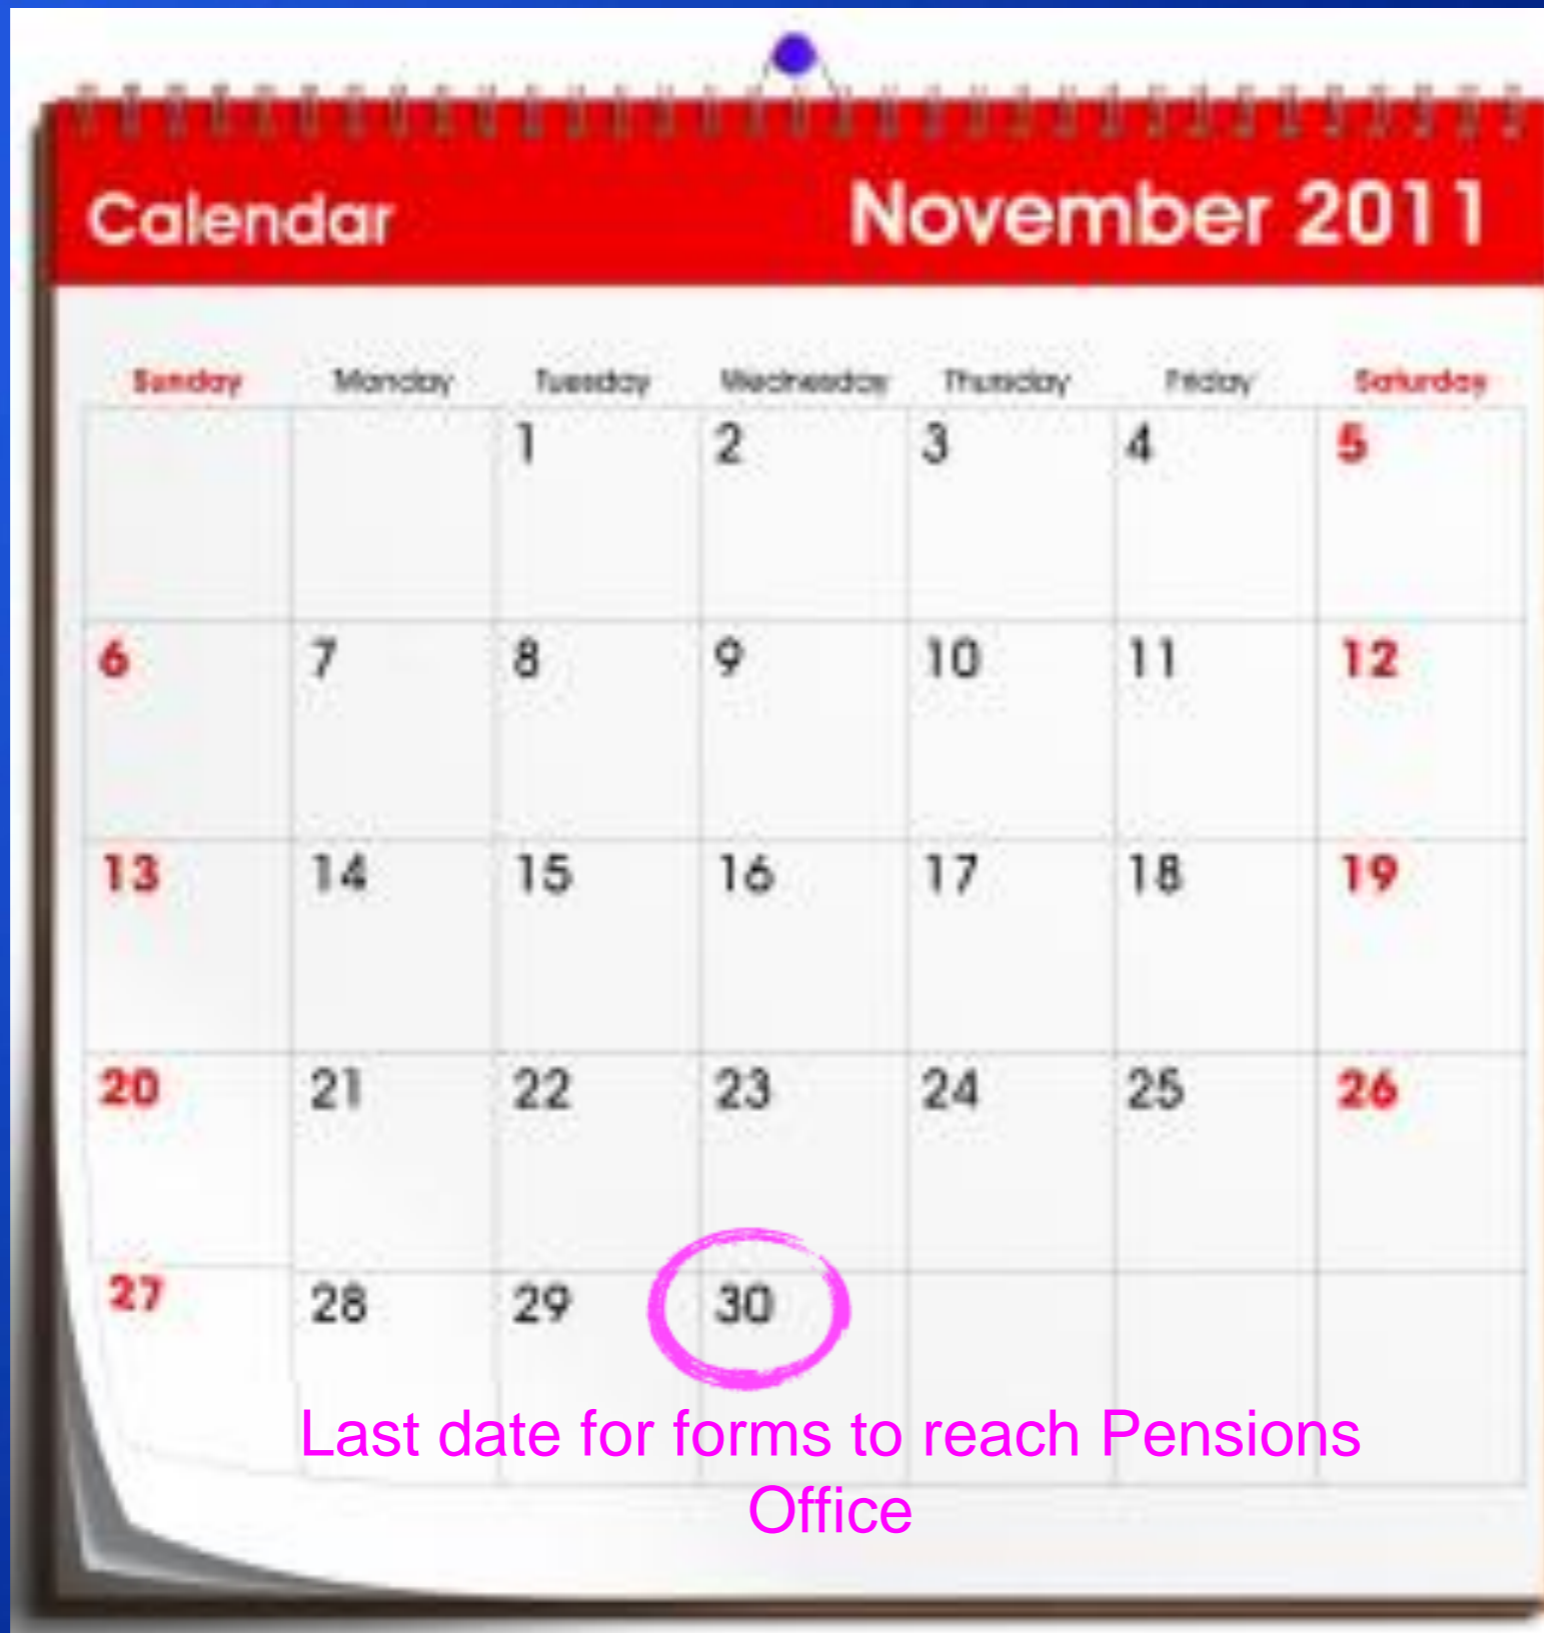 Calendar November 2011
Sunday Monday Tuesday Wednesday Thursday Friday Saturday
1 2 3 4 5
6 7 8 9 10 11 12
13 14 15 16 17 18 19
20 21 22 23 24 25 26
27 28 29 30
Last date for forms to reach Pensions
Office